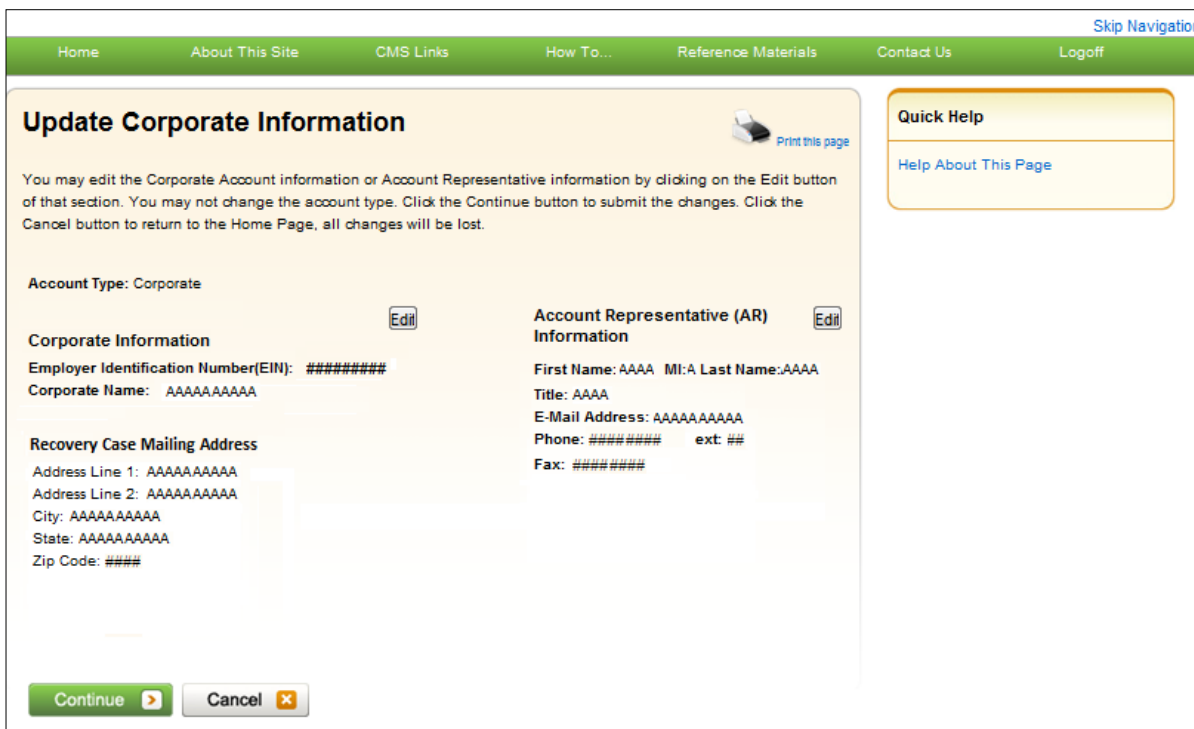 Skip Navigation
Home About This Site CMS Links How To... Reference Materials Contact Us Logoff
Update Corporate Information
Print this page
You may edit the Corporate Account information or Account Representative information by clicking on the Edit button
of that section. You may not change the account type. Click the Continue button to submit the changes. Click the
Cancel button to return to the Home Page, all changes will be lost.
Account Type: Corporate
Edit
Corporate Information
Employer Identification Number(EIN): #########
Corporate Name: AAAAAAAAAA
Recovery Case Mailing Address
Address Line 1: AAAAAAAAAA
Address Line 2: AAAAAAAAAA
City: AAAAAAAAAA
State: AAAAAAAAAA
Zip Code: ####
Account Representative (AR)
Information
Edit
First Name: AAAA MI:A Last Name:AAAA
Title: AAAA
E-Mail Address: AAAAAAAAAA
Phone: ######## ext: ##
Fax: ########
Continue
Cancel
Quick Help
Help About This Page